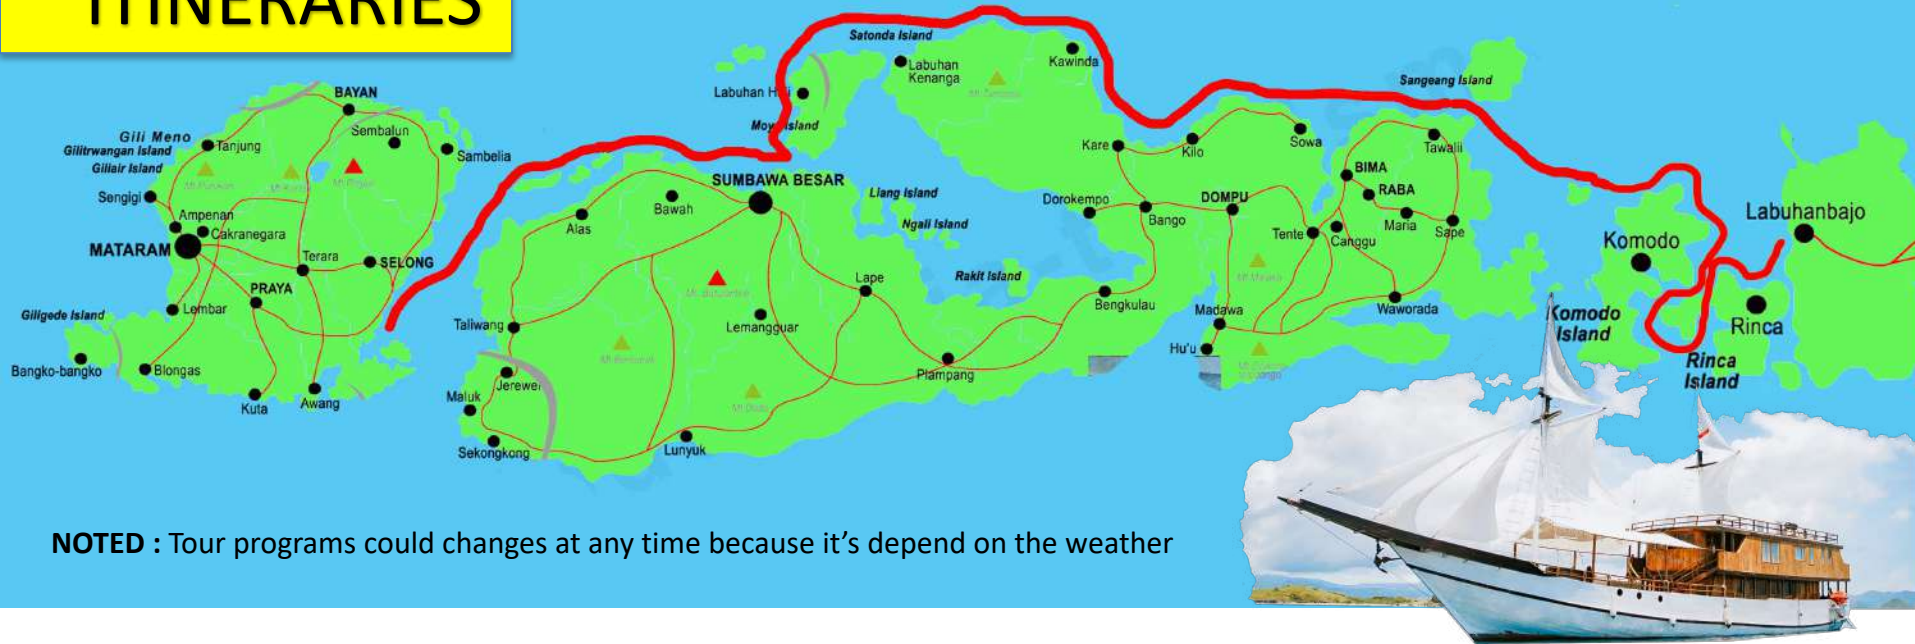 ITINERARIES
Satonda Island
Labuhan
Kenanga
Kawinda
Sangeang Island
BAYAN
Sembalun
Gili Meno
Gilitrwangan Island
Giliair Island
Tanjung
Sambelia
Sengigi
Ampenan
Cakranegara
MATARAM
Terara
SELONG
PRAYA
Lembar
Giligede Island
Bangko-bangko
Blongas
Kuta
Awang
Labuhan
Island
SUMBAWA BESAR
Bawah
Alas
Liang Island
Ngali Island
Rakit Island
Lape
Taliwang
Lemangguar
Jerewei
Maluk
Sekongkong
Lunyuk
Plampang
Kare
Kilo
Sowa
Tawalii
BIMA
RABA
Dorokempo
Bango
DOMPU
Tente
Canggu
Maria
Sape
Bengkulau
Madawa
Waworada
Hu'u
Labuhanbajo
Komodo
Komodo
Island
Rinca
Rinca
Island
NOTED : Tour programs could changes at any time because it's depend on the weather